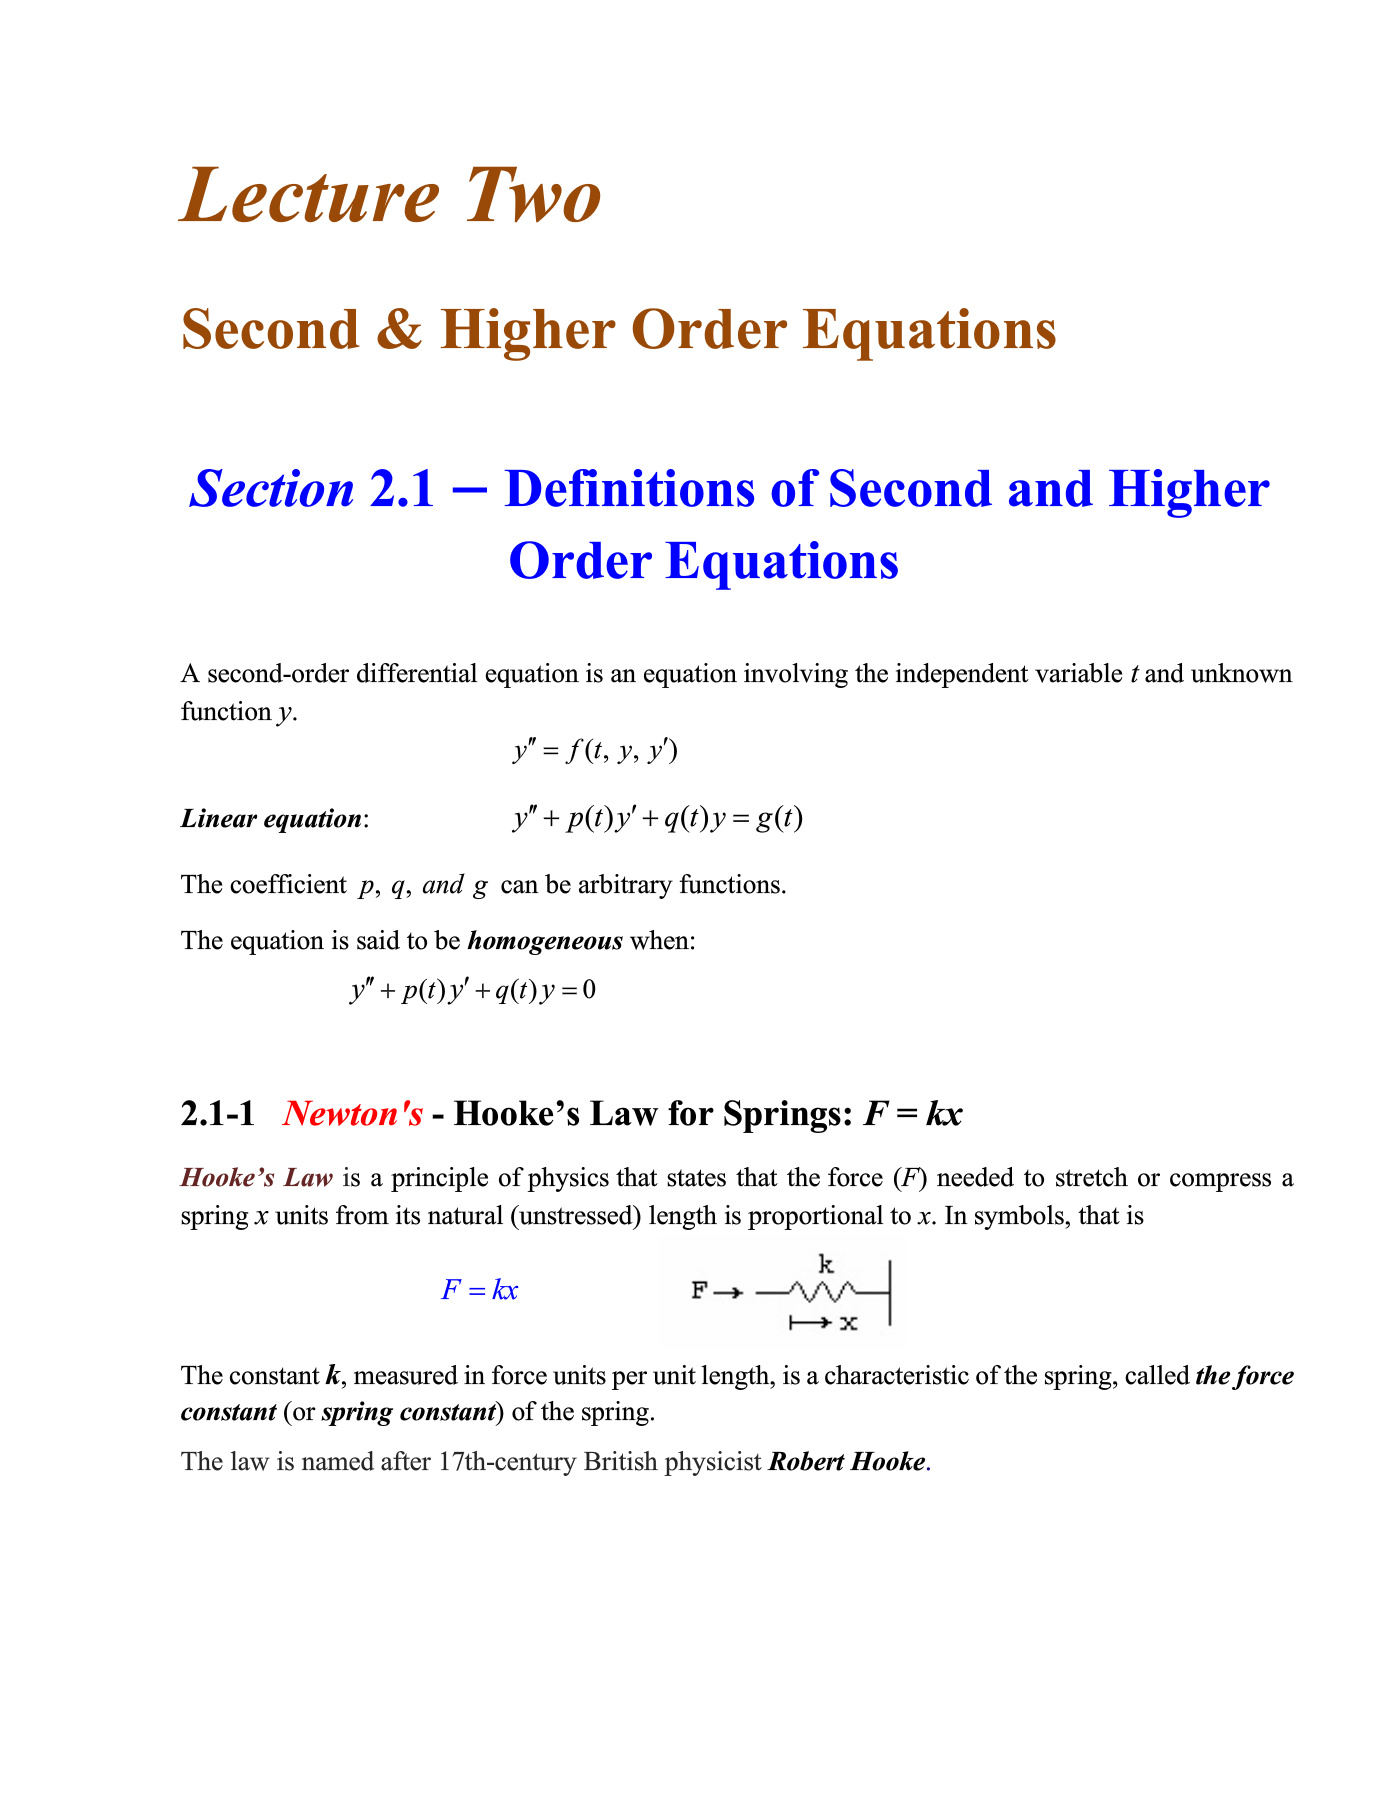 Lecture Two
Second & Higher Order Equations
Section 2.1 – Definitions of Second and Higher
Order Equations
A second-order differential equation is an equation involving the independent variable t and unknown
function y.
y″ = f(t, y, y′)
Linear equation: y″ + p(t)y′ + q(t)y = g(t)
The coefficient p, q, and g can be arbitrary functions.
The equation is said to be homogeneous when:
y″ + p(t)y′ + q(t)y = 0
2.1-1 Newton's - Hooke’s Law for Springs: F = kx
Hooke’s Law is a principle of physics that states that the force (F) needed to stretch or compress a
spring x units from its natural (unstressed) length is proportional to x. In symbols, that is
k
F = kx F
x
The constant k, measured in force units per unit length, is a characteristic of the spring, called the force
constant (or spring constant) of the spring.
The law is named after 17th-century British physicist Robert Hooke.